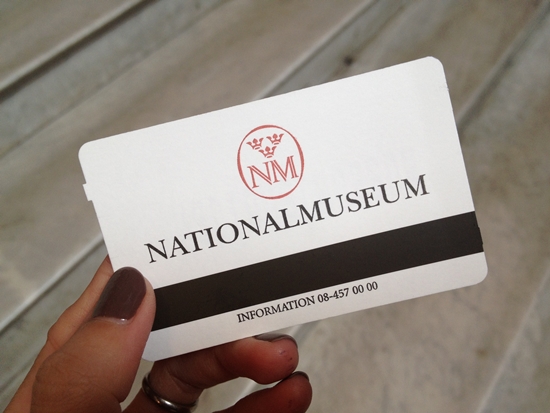 NM
NATIONALMUSEUM
INFORMATION 08-457 00 00